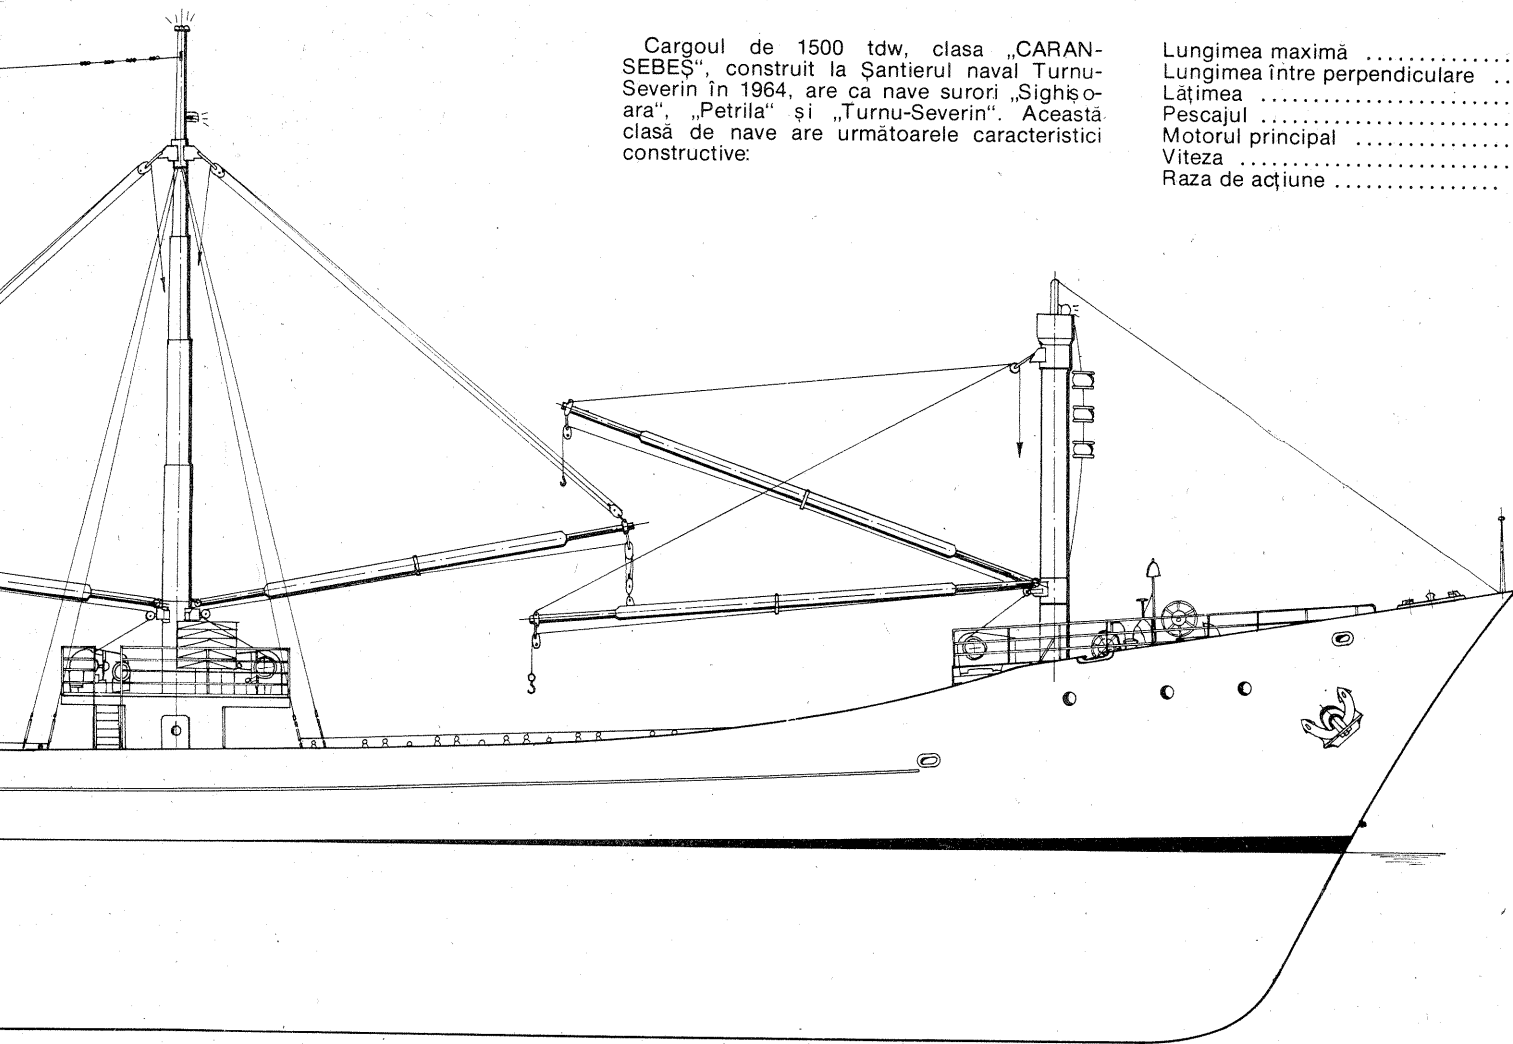 Cargoul de 1500 tdw, clasa „CARAN-
SEBEȘ“, construit la Șantierul naval Turnu-
Severin în 1964, are ca nave surori „Sighișo-
ara“, „Petrila“ și „Turnu-Severin“. Această
clasă de nave are următoarele caracteristici
constructive:
Lungimea maximă ..............
Lungimea între perpendiculare ..
Lățimea ........................
Pescajul .........................
Motorul principal ...............
Viteza ..........................
Raza de acțiune ................